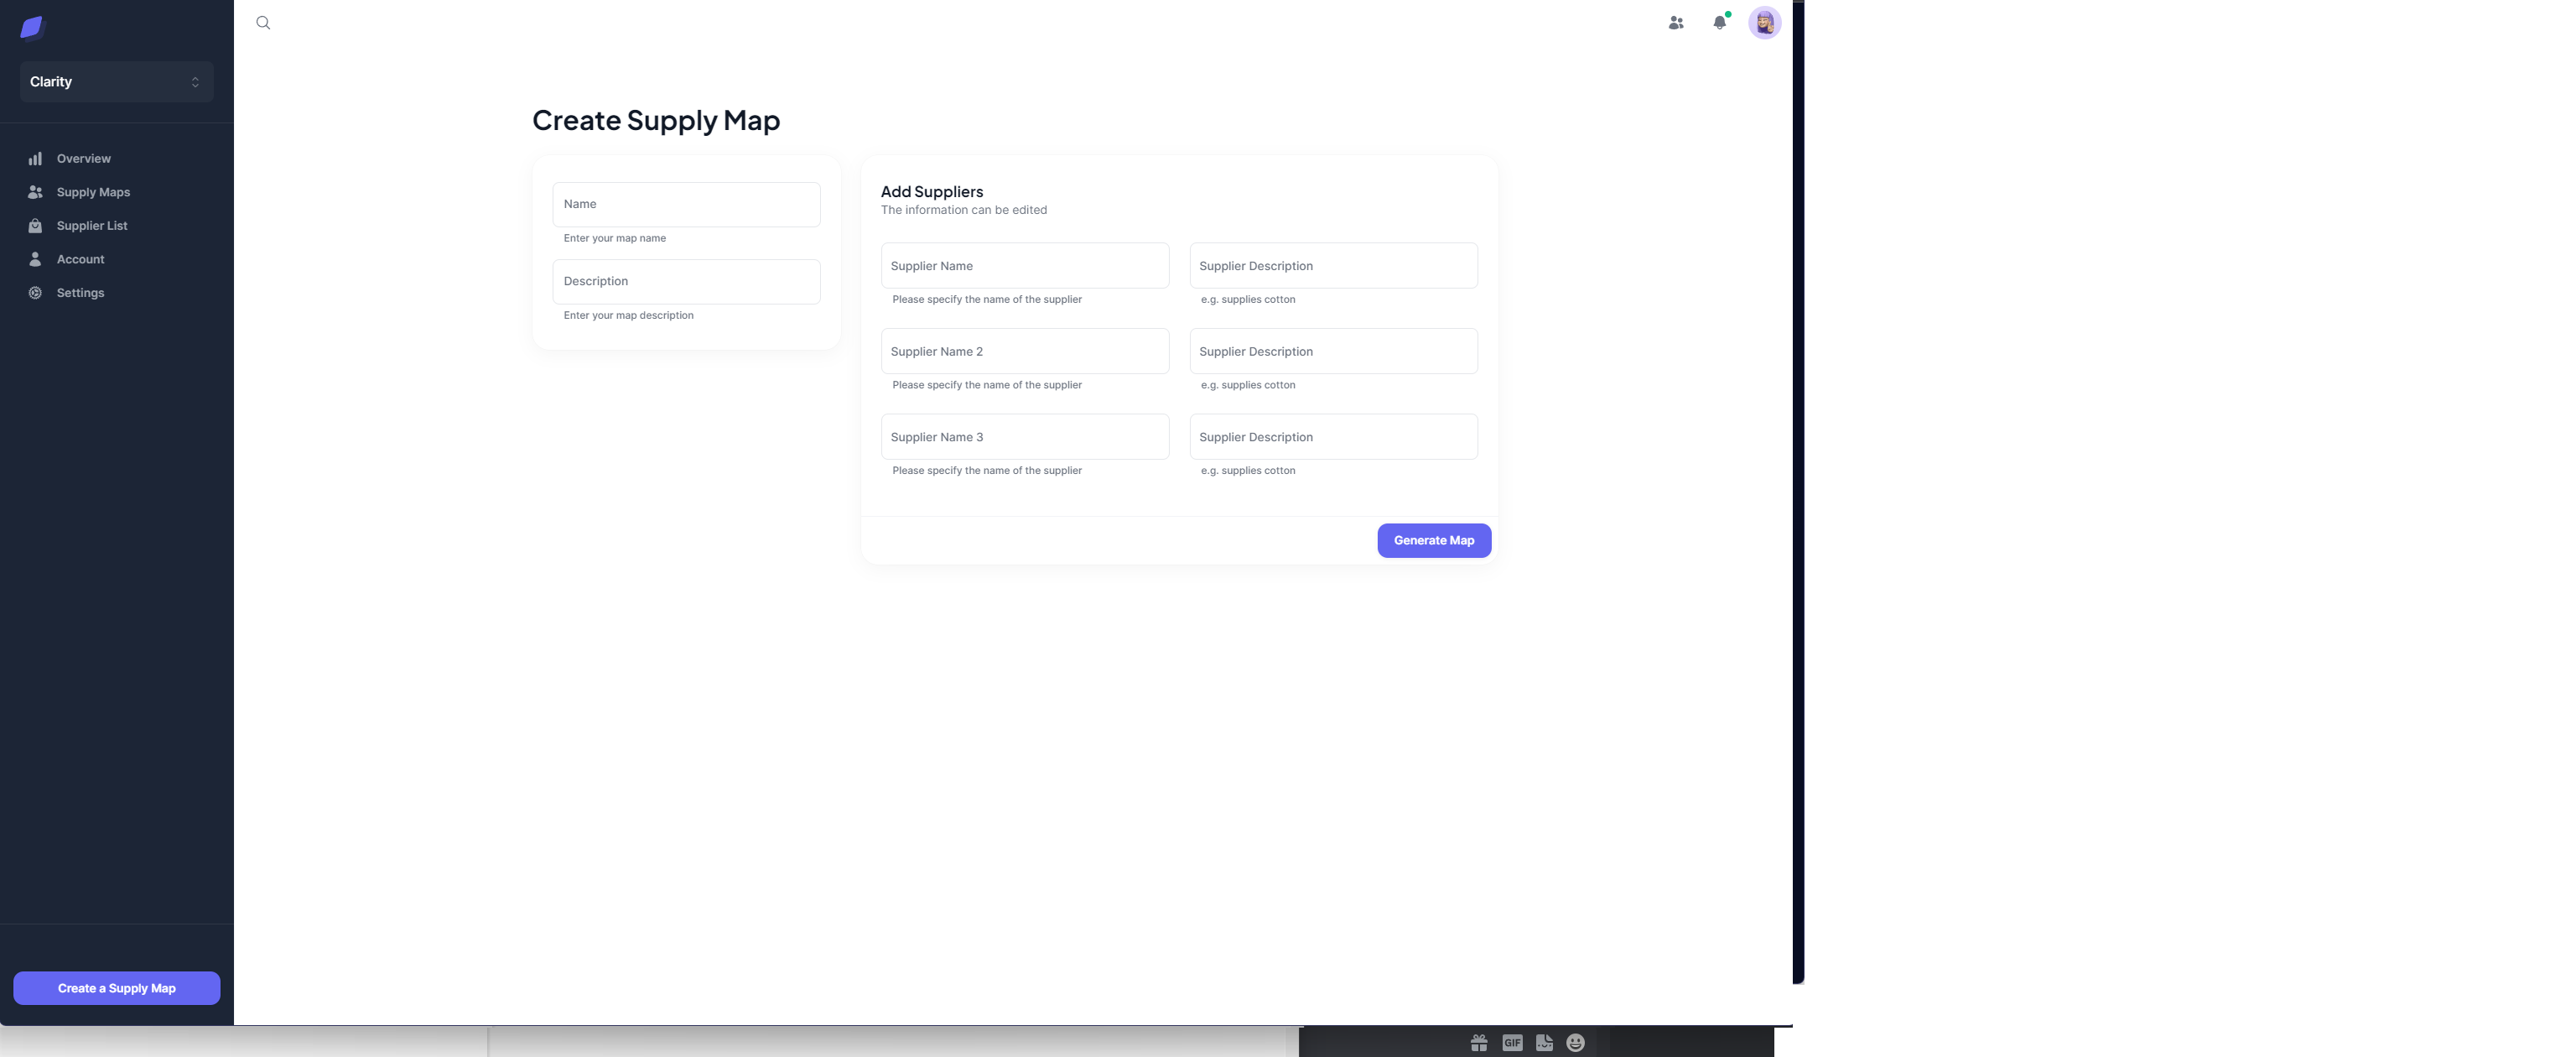 Clarity
Overview
Supply Maps
Supplier List
Account
Settings
Create a Supply Map
Create Supply Map
Name
Enter your map name
Description
Enter your map description
Add Suppliers
The information can be edited
Supplier Name
Supplier Description
Please specify the name of the supplier
e.g. supplies cotton
Supplier Name 2
Supplier Description
Please specify the name of the supplier
e.g. supplies cotton
Supplier Name 3
Supplier Description
Please specify the name of the supplier
e.g. supplies cotton
Generate Map
GIF